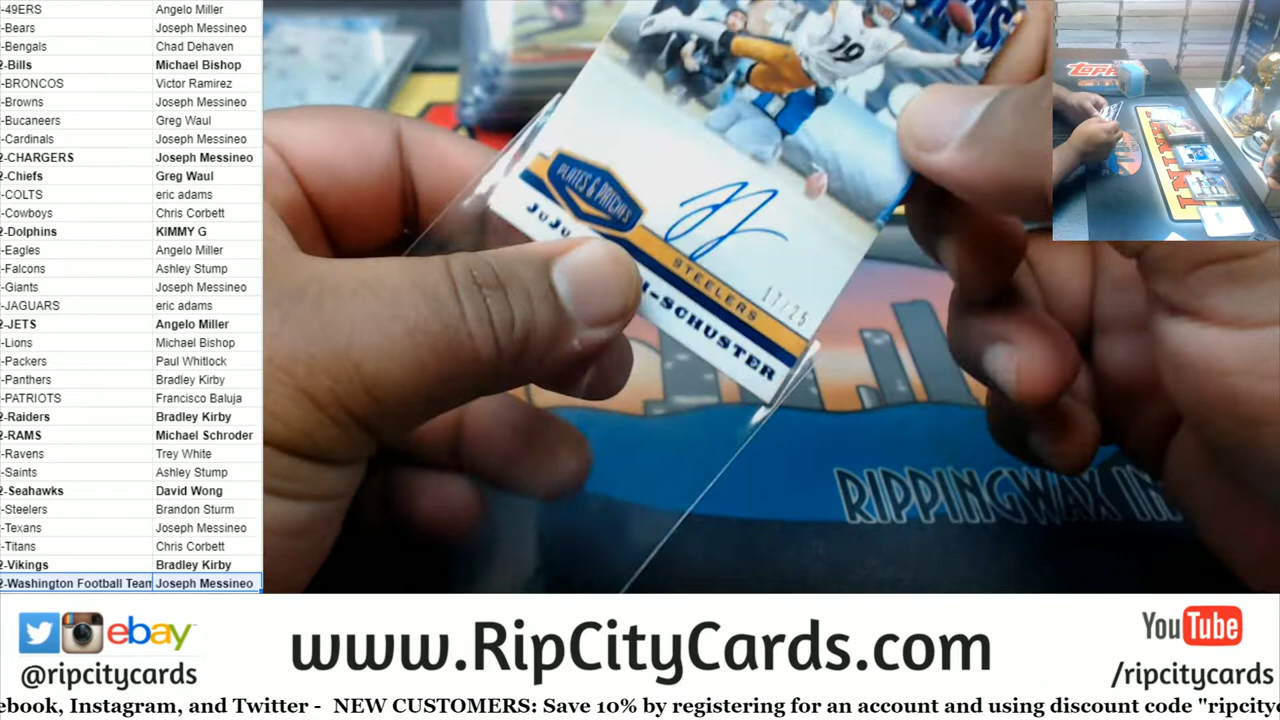 -49ERS Angelo Miller
-Bears Joseph Messineo
-Bengals Chad Dehaven
2-Bills Michael Bishop
-BRONCOS Victor Ramirez
-Browns Joseph Messineo
-Bucaneers Greg Waul
-Cardinals Joseph Messineo
2-CHARGERS Joseph Messineo
2-Chiefs Greg Waul
-COLTS eric adams
-Cowboys Chris Corbett
2-Dolphins KIMMY G
-Eagles Angelo Miller
-Falcons Ashley Stump
-Giants Joseph Messineo
-JAGUARS eric adams
2-JETS Angelo Miller
-Lions Michael Bishop
-Packers Paul Whitlock
-Panthers Bradley Kirby
-PATRIOTS Francisco Baluja
2-Raiders Bradley Kirby
2-RAMS Michael Schroder
-Ravens Trey White
-Saints Ashley Stump
2-Seahawks David Wong
-Steelers Brandon Sturm
-Texans Joseph Messineo
-Titans Chris Corbett
2-Vikings Bradley Kirby
2-Washington Football Team Joseph Messineo
19
PLATES & PATCHES
STEELERS
17/25
JUJU
-SCHUSTER
RIPPINGWAX IN
TOPPS
PANINI
ebay
@ripcitycards
www.RipCityCards.com
YouTube
/ripcitycards
ebook, Instagram, and Twitter - NEW CUSTOMERS: Save 10% by registering for an account and using discount code "ripcityc